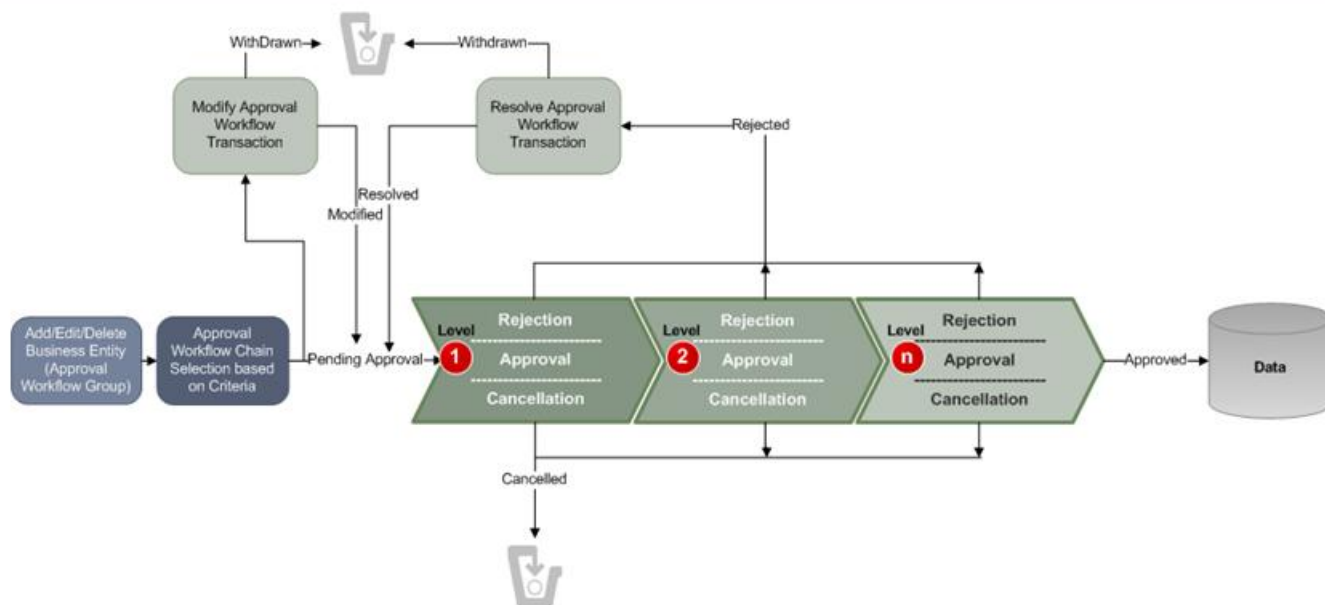 WithDrawn
Withdrawn
Modify Approval
Workflow
Transaction
Resolve Approval
Workflow
Transaction
Rejected
Resolved
Modified
Add/Edit/Delete
Business Entity
(Approval
Workflow Group)
Approval
Workflow Chain
Selection based
on Criteria
Pending Approval
Level
1
Rejection
Approval
Cancellation
Level
2
Rejection
Approval
Cancellation
Level
n
Rejection
Approval
Cancellation
Approved
Data
Cancelled